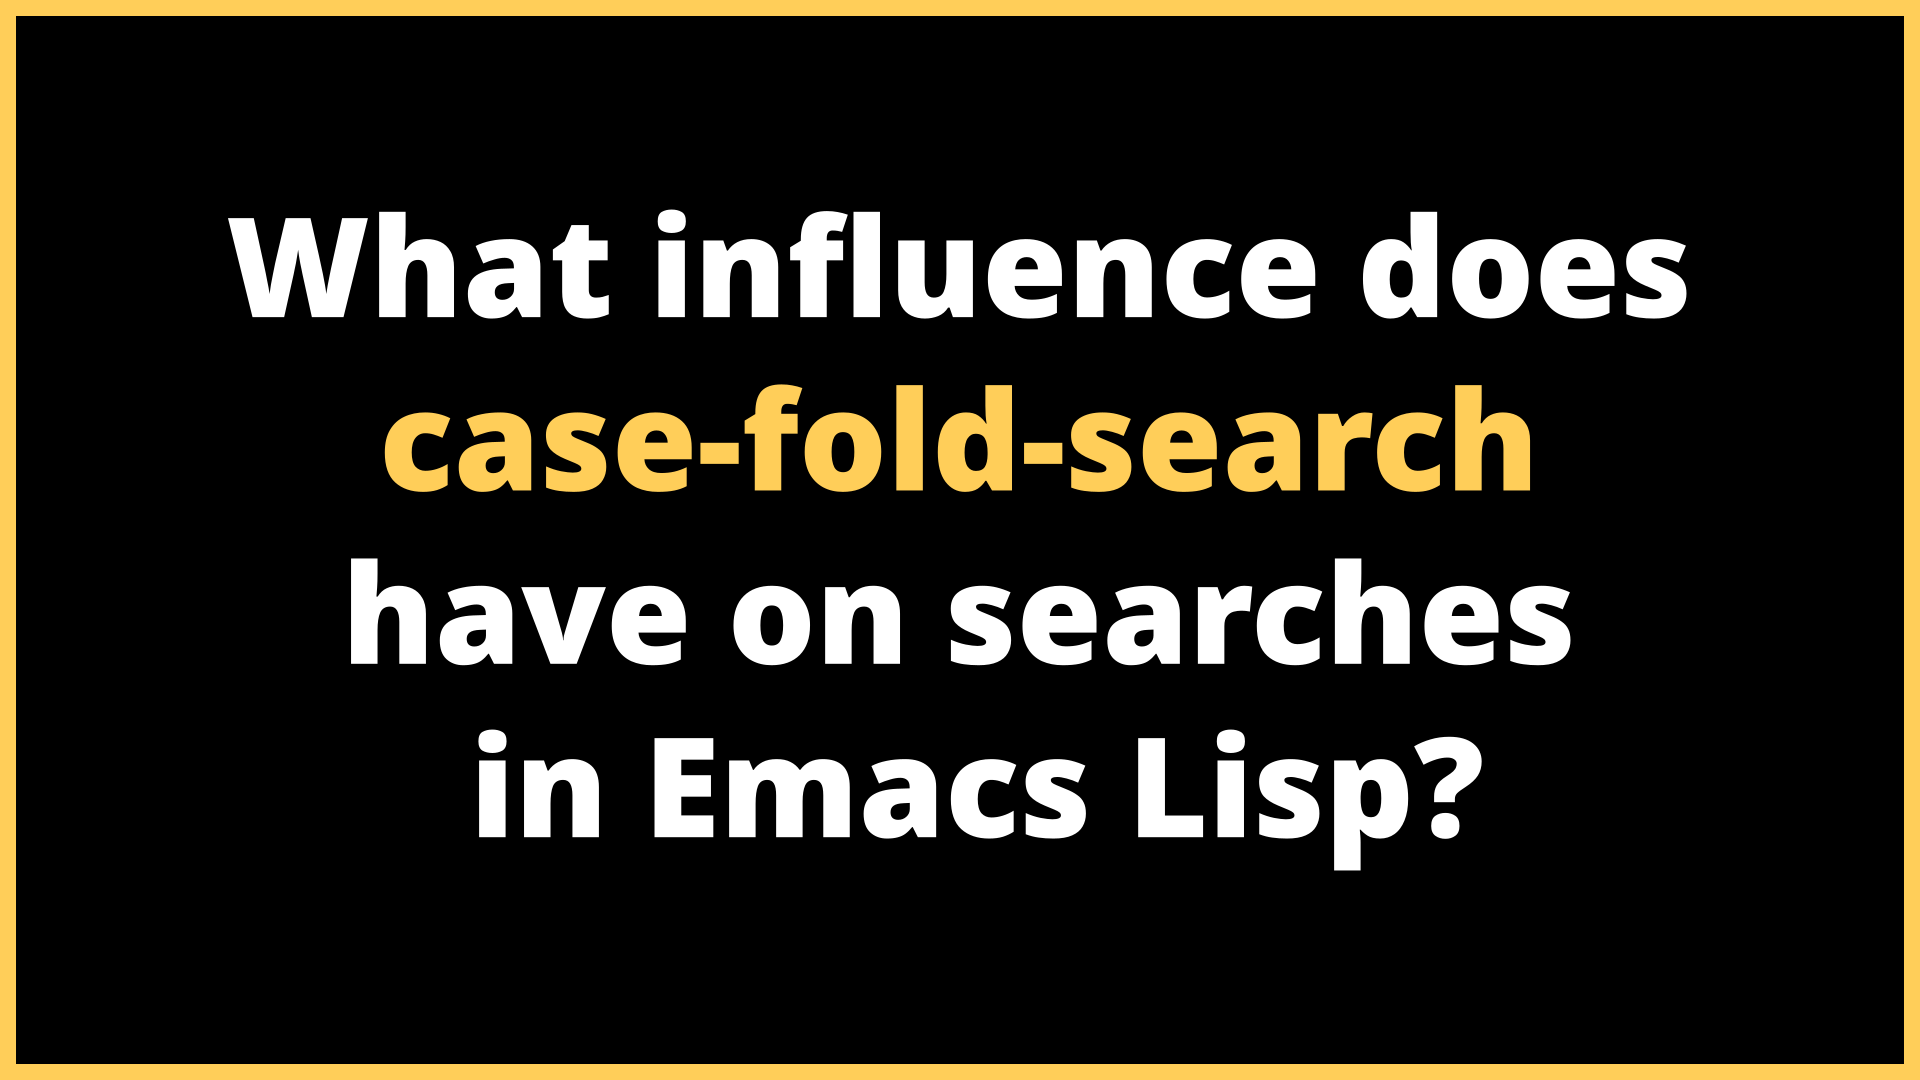 What influence does
case-fold-search
have on searches
in Emacs Lisp?